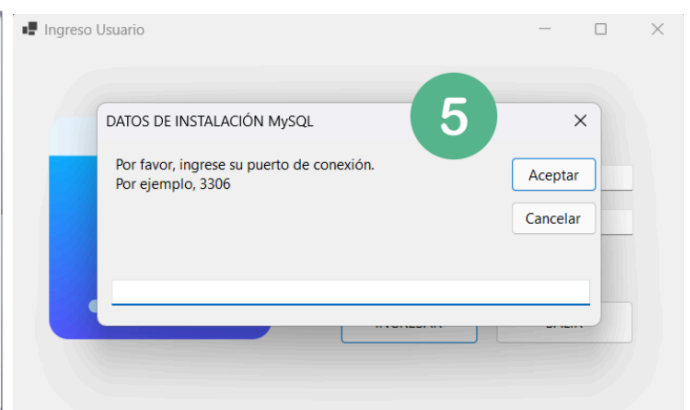 Ingreso Usuario
5
DATOS DE INSTALACIÓN MySQL
Por favor, ingrese su puerto de conexión.
Por ejemplo, 3306
Aceptar
Cancelar